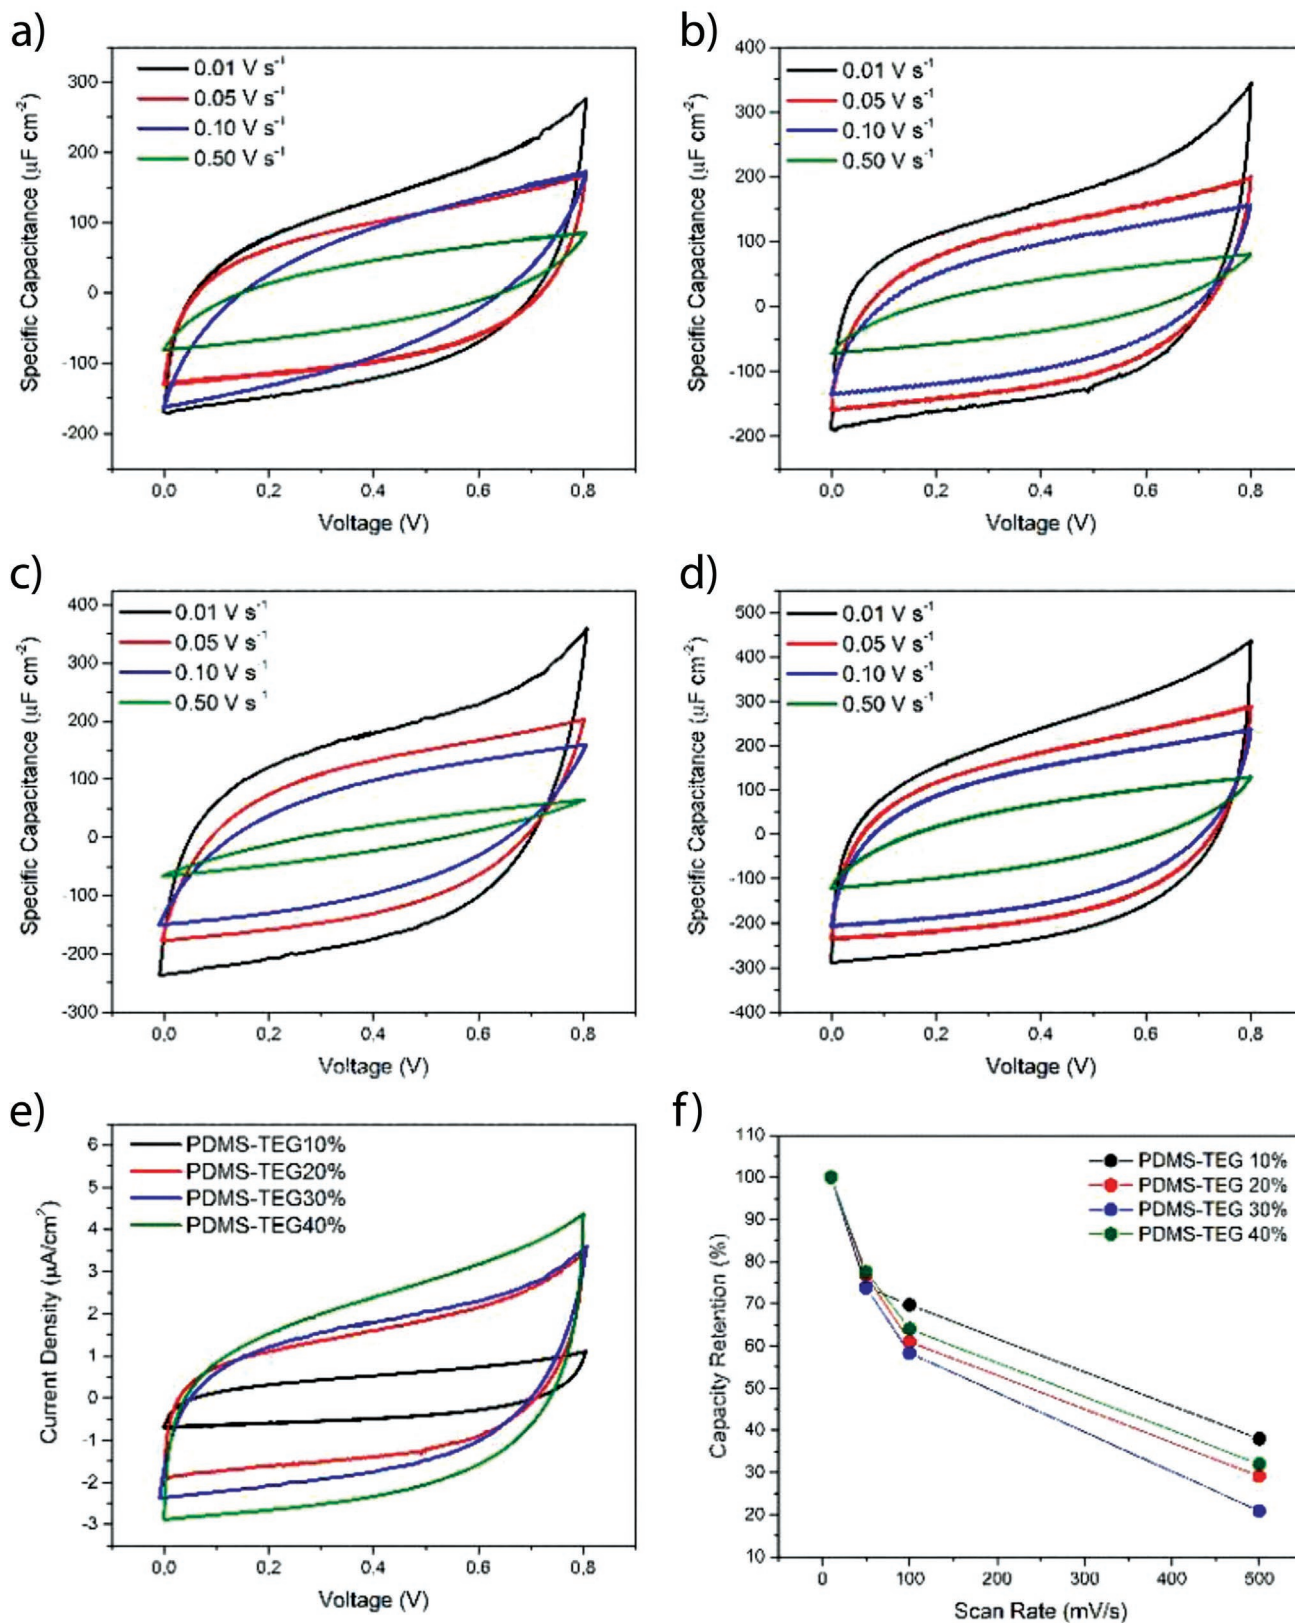 a)
0.01 V s⁻¹
0.05 V s⁻¹
0.10 V s⁻¹
0.50 V s⁻¹
300
200
100
0
-100
-200
Specific Capacitance (µF cm⁻²)
0.0 0.2 0.4 0.6 0.8
Voltage (V)
b)
0.01 V s⁻¹
0.05 V s⁻¹
0.10 V s⁻¹
0.50 V s⁻¹
400
300
200
100
0
-100
-200
Specific Capacitance (µF cm⁻²)
0.0 0.2 0.4 0.6 0.8
Voltage (V)
c)
0.01 V s⁻¹
0.05 V s⁻¹
0.10 V s⁻¹
0.50 V s⁻¹
400
300
200
100
0
-100
-200
-300
Specific Capacitance (µF cm⁻²)
0.0 0.2 0.4 0.6 0.8
Voltage (V)
d)
0.01 V s⁻¹
0.05 V s⁻¹
0.10 V s⁻¹
0.50 V s⁻¹
500
400
300
200
100
0
-100
-200
-300
-400
Specific Capacitance (µF cm⁻²)
0.0 0.2 0.4 0.6 0.8
Voltage (V)
e)
PDMS-TEG10%
PDMS-TEG20%
PDMS-TEG30%
PDMS-TEG40%
6
5
4
3
2
1
0
-1
-2
-3
Current Density (µA/cm²)
0.0 0.2 0.4 0.6 0.8
Voltage (V)
f)
PDMS-TEG 10%
PDMS-TEG 20%
PDMS-TEG 30%
PDMS-TEG 40%
110
100
90
80
70
60
50
40
30
20
10
Capacity Retention (%)
0 100 200 300 400 500
Scan Rate (mV/s)